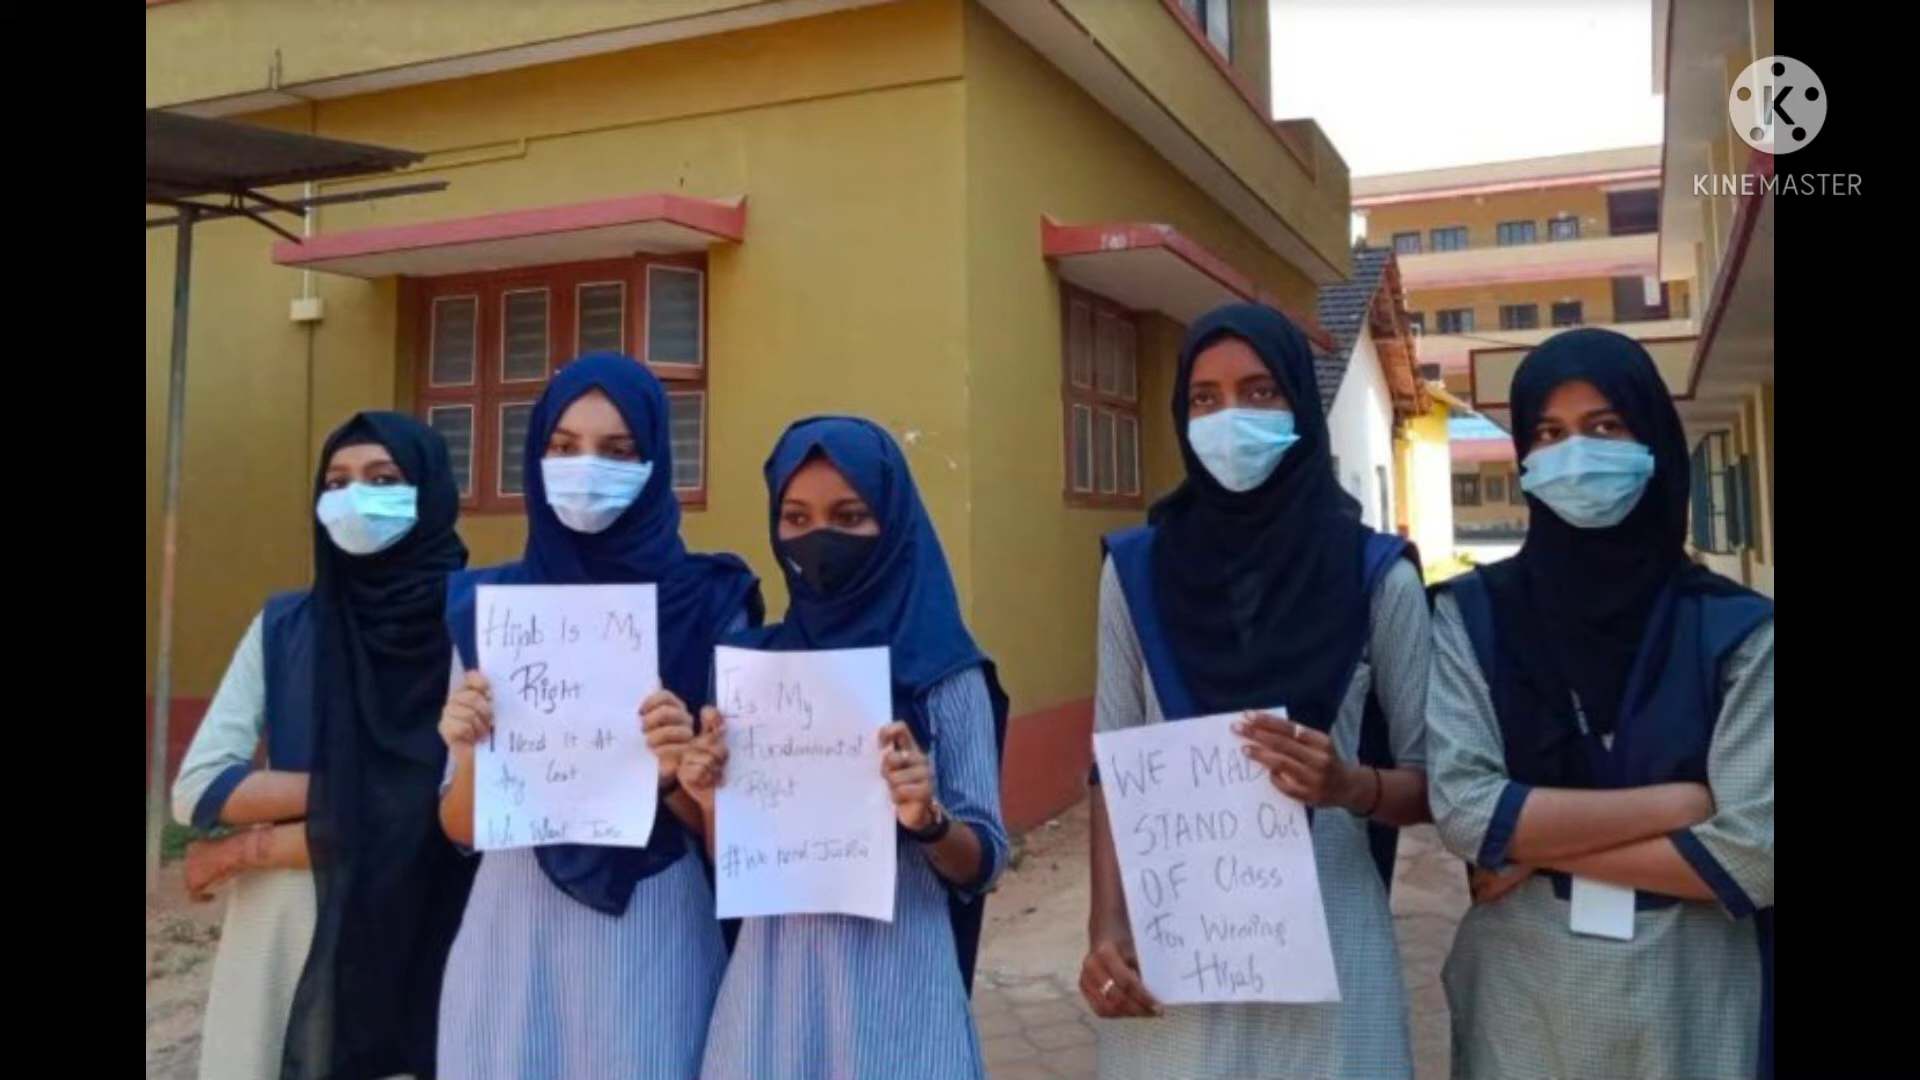 KINEMASTER
Hijab Is My
Right
I Need it At
Any Cost
We Want
Its My
Fundamental
Right
#We need
WE MADE
STAND Out
OF Class
For Wearing
Hijab